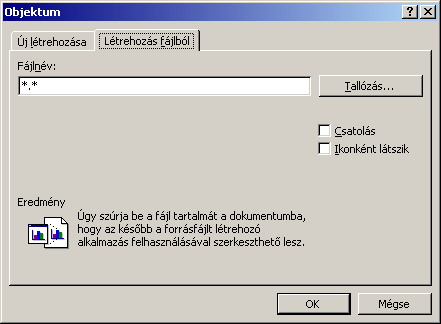 Objektum
Új létrehozása
Létrehozás fájlból
Fájlnév:
*.*
Tallózás...
Csatolás
Ikonként látszik
Eredmény
Úgy szúrja be a fájl tartalmát a dokumentumba,
hogy az később a forrásfájlt létrehozó
alkalmazás felhasználásával szerkeszthető lesz.
OK
Mégse